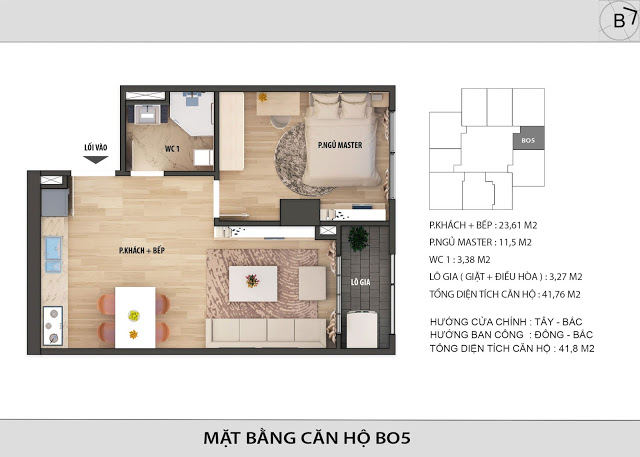 B
LỐI VÀO
WC 1
P.NGỦ MASTER
P.KHÁCH + BẾP
LÔ GIA
BO5
P.KHÁCH + BẾP : 23,61 M2
P.NGỦ MASTER : 11,5 M2
WC 1 : 3,38 M2
LÔ GIA ( GIẶT + ĐIỀU HÒA ) : 3,27 M2
TỔNG DIỆN TÍCH CĂN HỘ : 41,76 M2
HƯỚNG CỬA CHÍNH : TÂY - BẮC
HƯỚNG BAN CÔNG : ĐÔNG - BẮC
TỔNG DIỆN TÍCH CĂN HỘ : 41,8 M2
MẶT BẰNG CĂN HỘ BO5